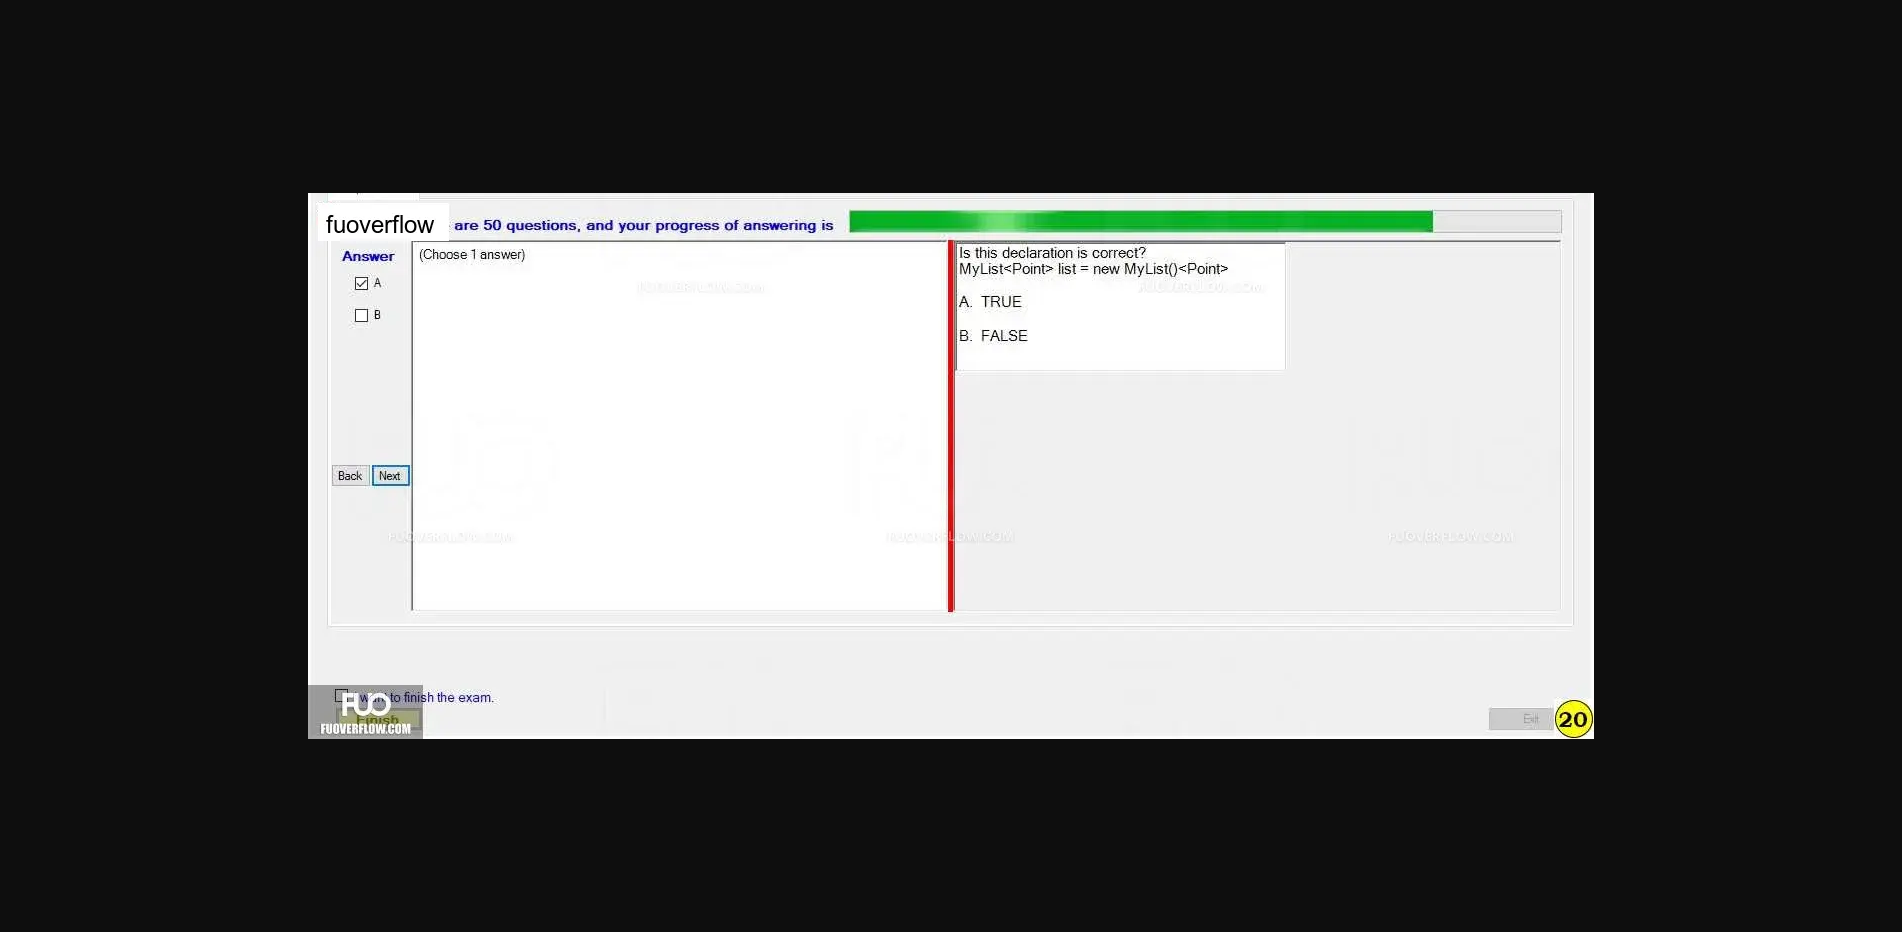 fuoverflow are 50 questions, and your progress of answering is
Answer
A
B
Back Next
(Choose 1 answer)
Is this declaration is correct?
MyList<Point> list = new MyList()<Point>
A. TRUE
B. FALSE
FUOVERFLOW.COM
FUOVERFLOW.COM
FUOVERFLOW.COM
FUOVERFLOW.COM
FUOVERFLOW.COM
want to finish the exam.
Finish
FUO
FUOVERFLOW.COM
Exit
20